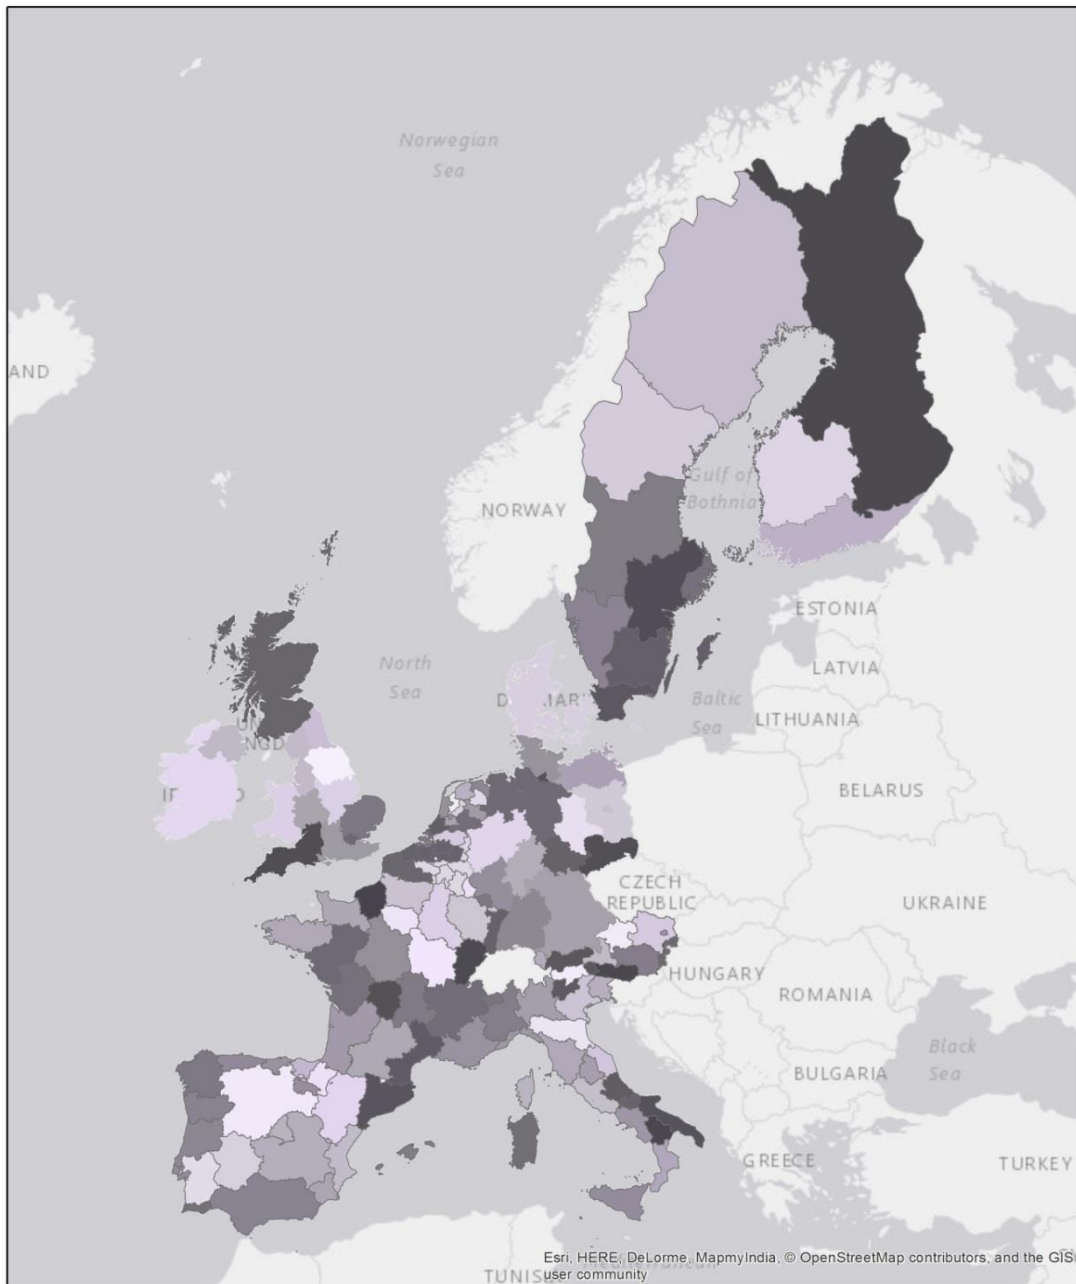 Norwegian
Sea
AND
Gulf of
Bothnia
NORWAY
ESTONIA
North
Sea
LATVIA
Baltic
Sea
LITHUANIA
BELARUS
CZECH
REPUBLIC
UKRAINE
HUNGARY
ROMANIA
Black
Sea
BULGARIA
GREECE
TURKEY
Esri, HERE, DeLorme, MapmyIndia, © OpenStreetMap contributors, and the GIS
user community
TUNIS